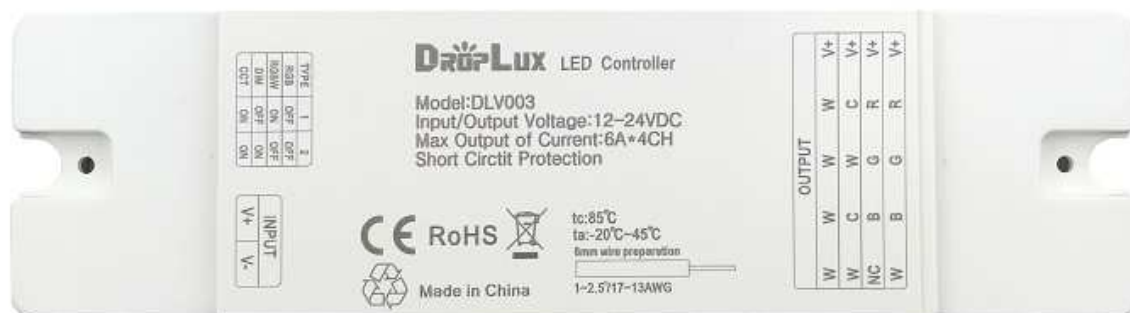 TYPE 1 2
RGB OFF OFF
RGBW ON OFF
DIM OFF ON
CCT ON ON
INPUT
V+ V-
DROPLUX LED Controller
Model:DLV003
Input/Output Voltage:12-24VDC
Max Output of Current:6A*4CH
Short Circtit Protection
CE RoHS
Made in China
tc:85℃
ta:-20℃~45℃
6mm wire preparation
1-2.5²/17-13AWG
OUTPUT
W W W W V+
W C W C V+
NC B G R V+
W B G R V+